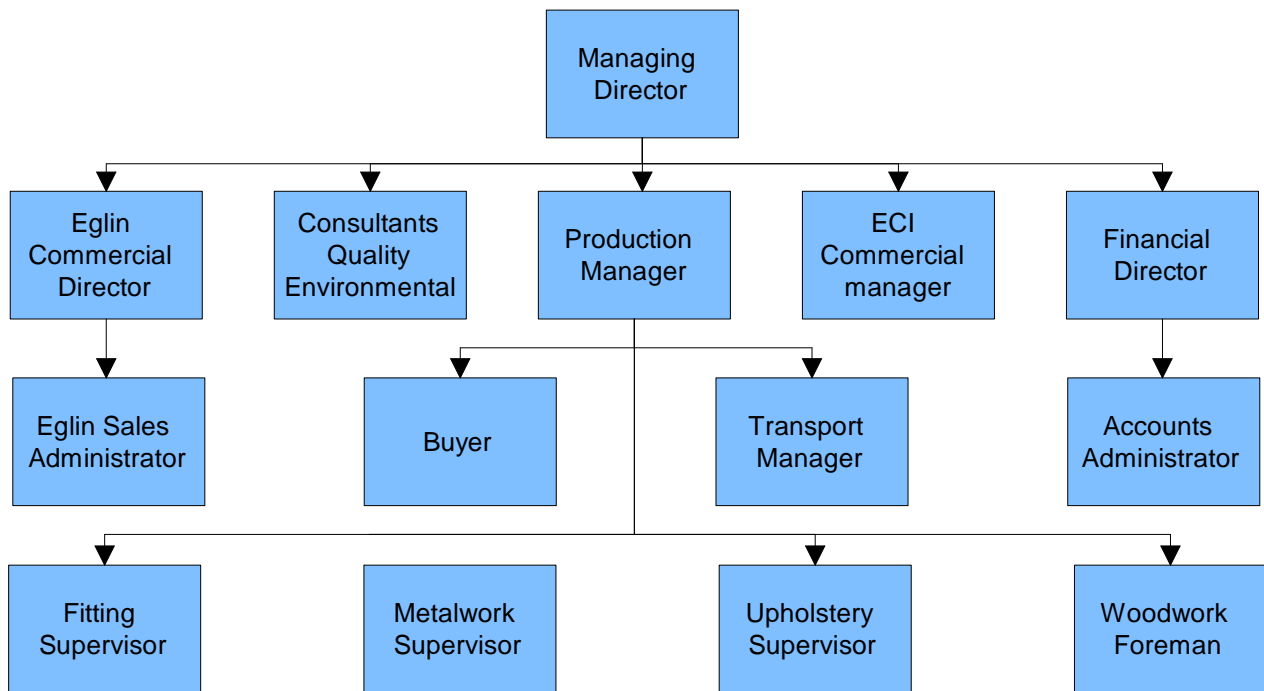 Managing
Director
Eglin
Commercial
Director
Consultants
Quality
Environmental
Production
Manager
ECI
Commercial
manager
Financial
Director
Eglin Sales
Administrator
Buyer
Transport
Manager
Accounts
Administrator
Fitting
Supervisor
Metalwork
Supervisor
Upholstery
Supervisor
Woodwork
Foreman